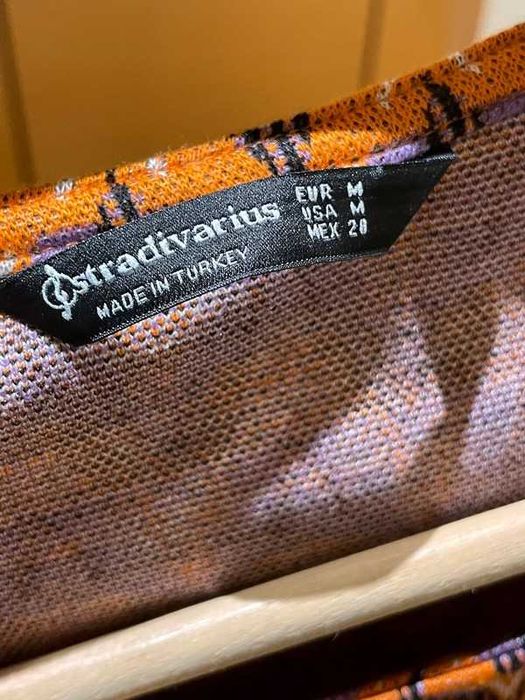 stradivarius
MADE IN TURKEY
EUR M
USA M
MEX 28